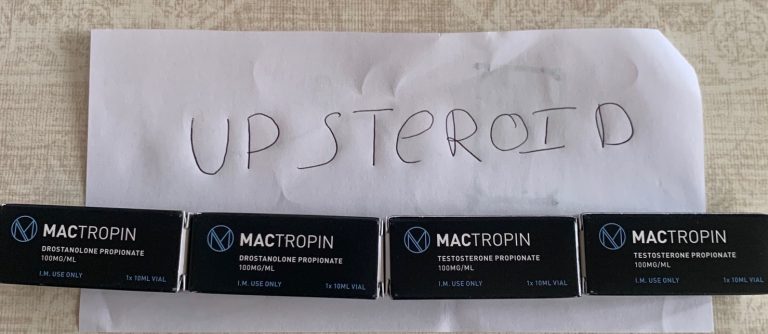 UPSTEROID
MACTROPIN
DROSTANOLONE PROPIONATE
100MG/ML
I.M. USE ONLY 1x 10ML VIAL
MACTROPIN
DROSTANOLONE PROPIONATE
100MG/ML
I.M. USE ONLY 1x 10ML VIAL
MACTROPIN
TESTOSTERONE PROPIONATE
100MG/ML
I.M. USE ONLY 1x 10ML VIAL
MACTROPIN
TESTOSTERONE PROPIONATE
100MG/ML
I.M. USE ONLY 1x 10ML VIAL